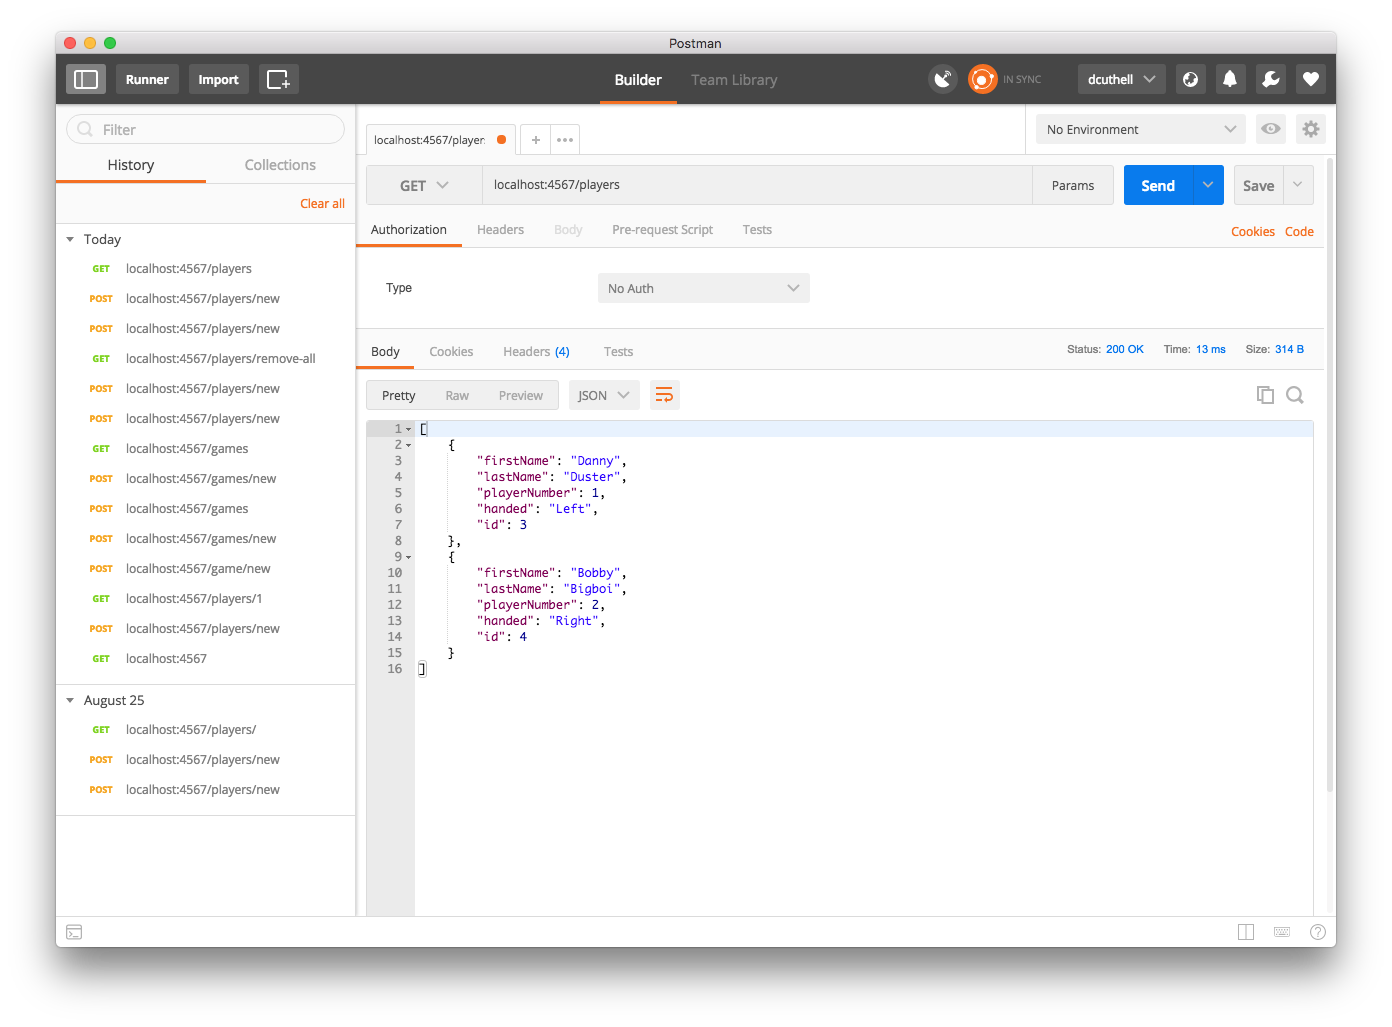 Postman
Runner Import Builder Team Library IN SYNC dcuthell
Filter
History Collections
Clear all
Today
GET localhost:4567/players
POST localhost:4567/players/new
POST localhost:4567/players/new
GET localhost:4567/players/remove-all
POST localhost:4567/players/new
POST localhost:4567/players/new
GET localhost:4567/games
POST localhost:4567/games/new
POST localhost:4567/games
POST localhost:4567/games/new
POST localhost:4567/game/new
GET localhost:4567/players/1
POST localhost:4567/players/new
GET localhost:4567
August 25
GET localhost:4567/players/
POST localhost:4567/players/new
POST localhost:4567/players/new
localhost:4567/player + •••
No Environment
GET localhost:4567/players Params Send Save
Authorization Headers Body Pre-request Script Tests Cookies Code
Type No Auth
Body Cookies Headers (4) Tests Status: 200 OK Time: 13 ms Size: 314 B
Pretty Raw Preview JSON
1 [
2 {
3 "firstName": "Danny",
4 "lastName": "Duster",
5 "playerNumber": 1,
6 "handed": "Left",
7 "id": 3
8 },
9 {
10 "firstName": "Bobby",
11 "lastName": "Bigboi",
12 "playerNumber": 2,
13 "handed": "Right",
14 "id": 4
15 }
16 ]